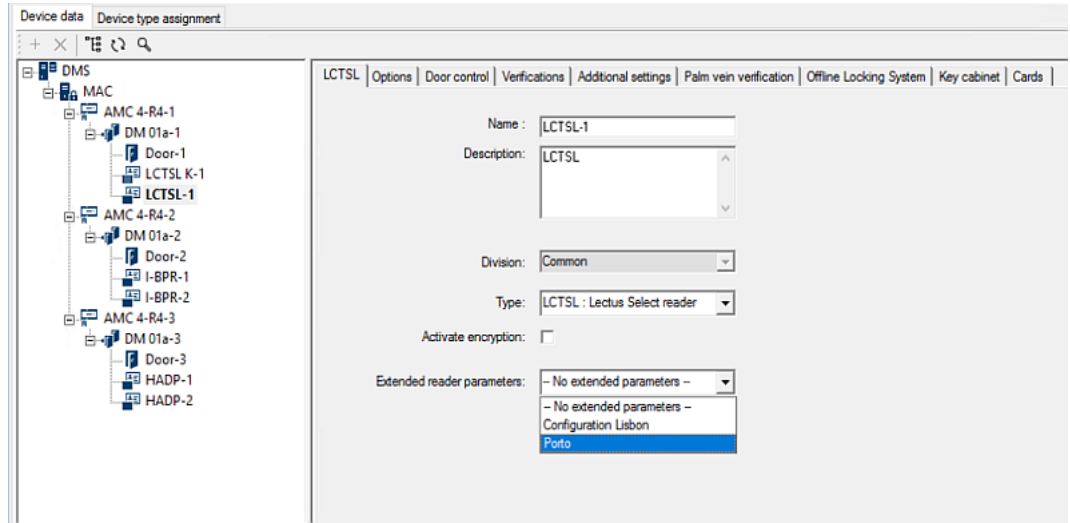 Device data Device type assignment
DMS
MAC
AMC 4-R4-1
DM 01a-1
Door-1
LCTSL K-1
LCTSL-1
AMC 4-R4-2
DM 01a-2
Door-2
I-BPR-1
I-BPR-2
AMC 4-R4-3
DM 01a-3
Door-3
HADP-1
HADP-2
LCTSL Options Door control Verifications Additional settings Palm vein verification Offline Locking System Key cabinet Cards
Name : LCTSL-1
Description: LCTSL
Division: Common
Type: LCTSL : Lectus Select reader
Activate encryption:
Extended reader parameters: -- No extended parameters --
-- No extended parameters --
Configuration Lisbon
Porto